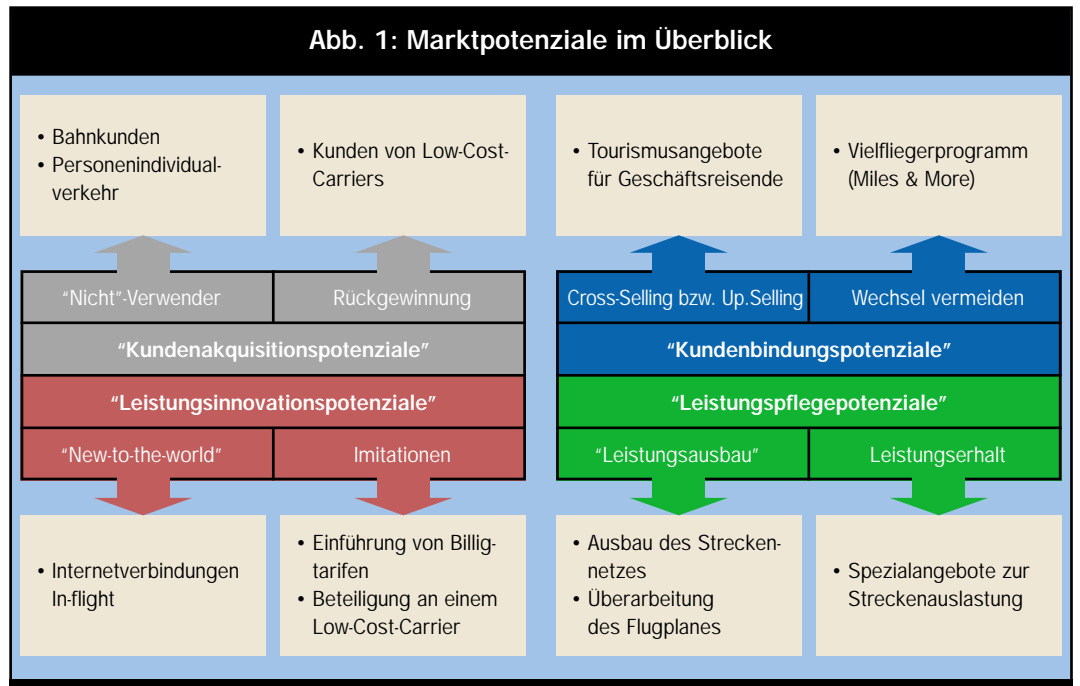 Abb. 1: Marktpotenziale im Überblick
• Bahnkunden
• Personenindividual-
verkehr
• Kunden von Low-Cost-
Carriers
• Tourismusangebote
für Geschäftsreisende
• Vielfliegerprogramm
(Miles & More)
“Nicht”-Verwender
Rückgewinnung
Cross-Selling bzw. Up.Selling
Wechsel vermeiden
“Kundenakquisitionspotenziale”
“Kundenbindungspotenziale”
“Leistungsinnovationspotenziale”
“Leistungspflegepotenziale”
“New-to-the-world”
Imitationen
“Leistungsausbau”
Leistungserhalt
• Internetverbindungen
In-flight
• Einführung von Billig-
tarifen
• Beteiligung an einem
Low-Cost-Carrier
• Ausbau des Strecken-
netzes
• Überarbeitung
des Flugplanes
• Spezialangebote zur
Streckenauslastung